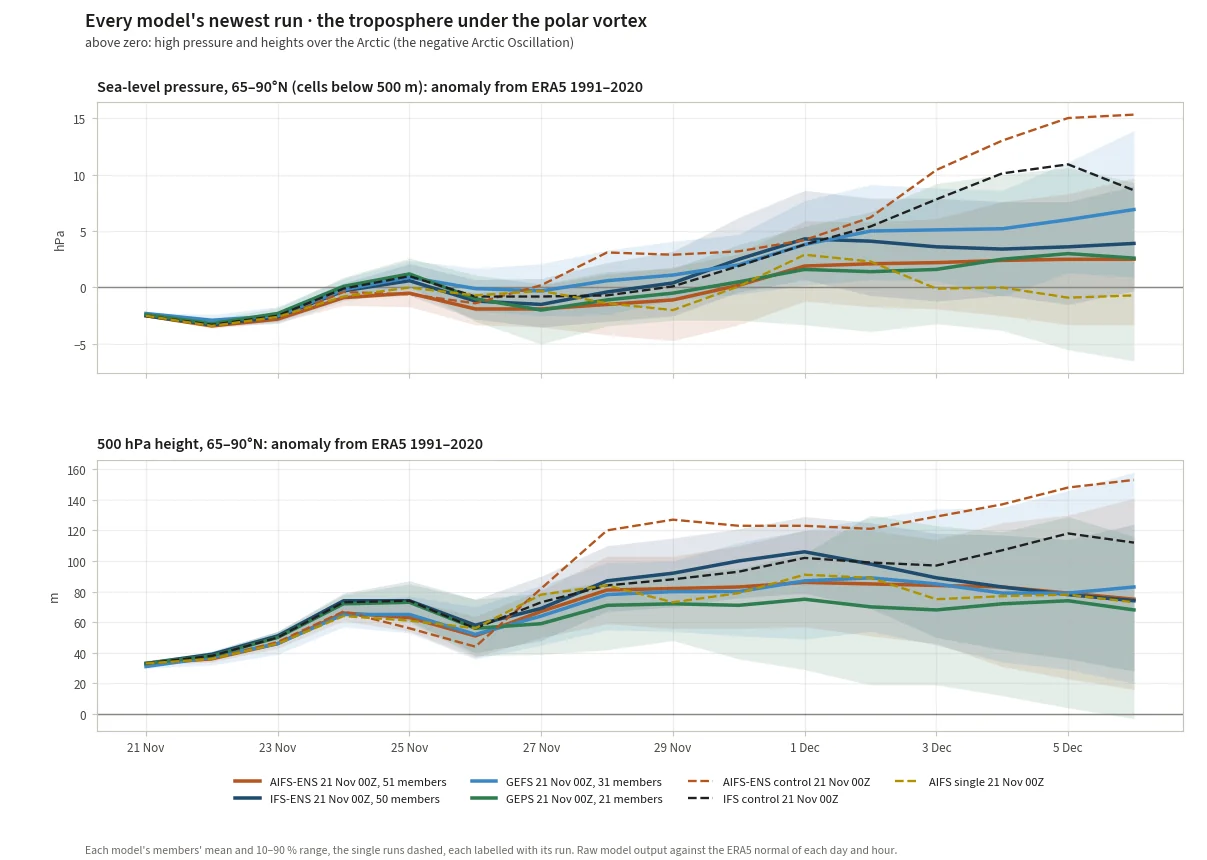 Every model's newest run · the troposphere under the polar vortex
above zero: high pressure and heights over the Arctic (the negative Arctic Oscillation)
Sea-level pressure, 65–90°N (cells below 500 m): anomaly from ERA5 1991–2020
15
10
5
0
−5
hPa
500 hPa height, 65–90°N: anomaly from ERA5 1991–2020
160
140
120
100
80
60
40
20
0
m
21 Nov 23 Nov 25 Nov 27 Nov 29 Nov 1 Dec 3 Dec 5 Dec
AIFS-ENS 21 Nov 00Z, 51 members GEFS 21 Nov 00Z, 31 members AIFS-ENS control 21 Nov 00Z AIFS single 21 Nov 00Z
IFS-ENS 21 Nov 00Z, 50 members GEPS 21 Nov 00Z, 21 members IFS control 21 Nov 00Z
Each model's members' mean and 10–90 % range, the single runs dashed, each labelled with its run. Raw model output against the ERA5 normal of each day and hour.